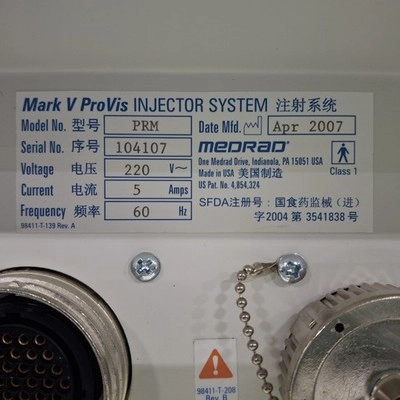 Mark V ProVis INJECTOR SYSTEM 注射系统
Model No. 型号 PRM Date Mfd. Apr 2007
Serial No. 序号 104107 MEDRAD
Voltage 电压 220 V~ One Medrad Drive, Indianola, PA 15051 USA
Made in USA 美国制造
Current 电流 5 Amps US Pat. No. 4,854,324 Class 1
Frequency 频率 60 Hz SFDA注册号：国食药监械（进）
字2004 第 3541838 号
98411-T-139 Rev. A
98411-T-208
Rev. B